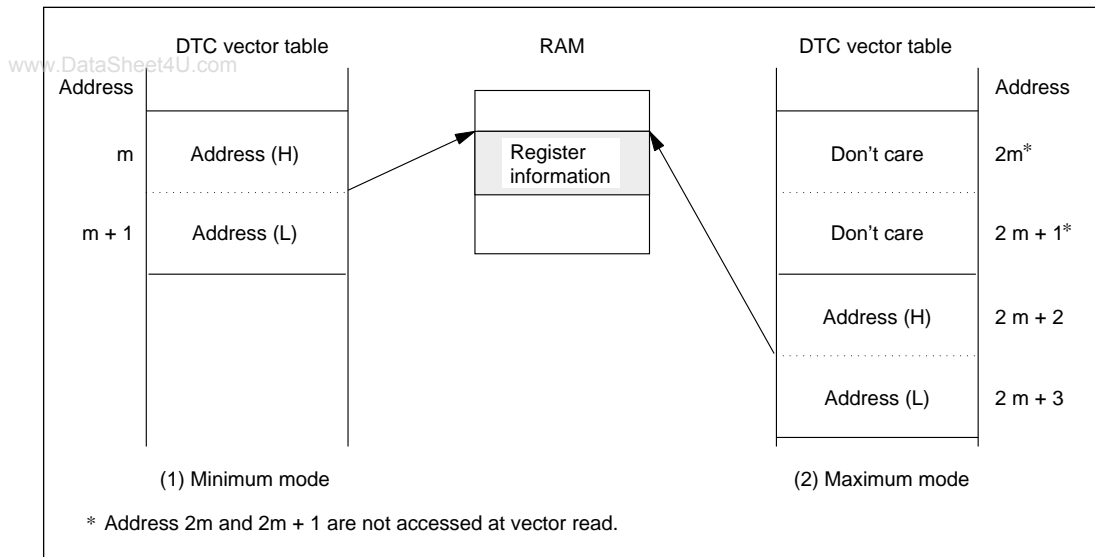 DTC vector table
RAM
DTC vector table
www.DataSheet4U.com
Address
Address
m
Address (H)
Register
information
Don't care
2m*
m + 1
Address (L)
Don't care
2 m + 1*
Address (H)
2 m + 2
Address (L)
2 m + 3
(1) Minimum mode
(2) Maximum mode
* Address 2m and 2m + 1 are not accessed at vector read.